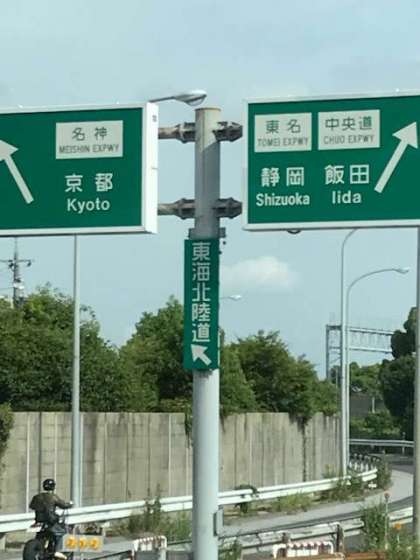 名神
MEISHIN EXPWY
京都
Kyoto
東名
TOMEI EXPWY
中央道
CHUO EXPWY
静岡 飯田
Shizuoka Iida
東海北陸道